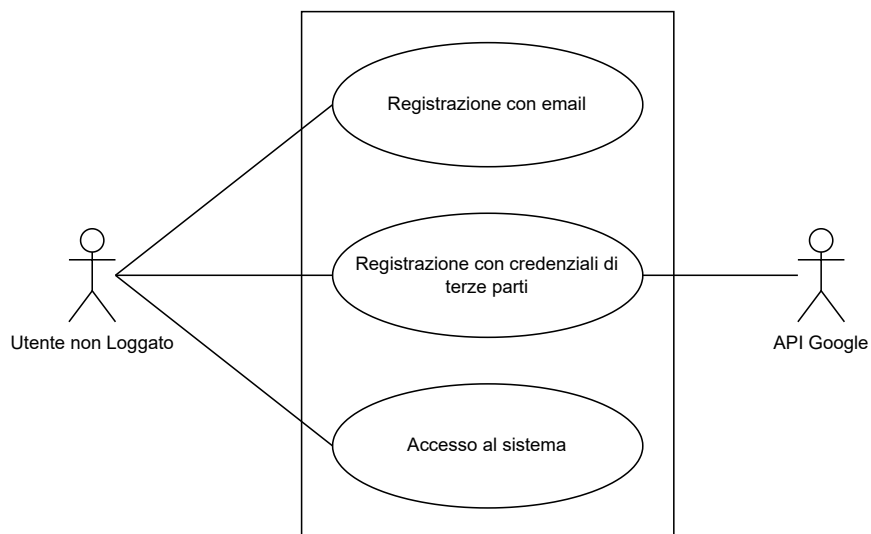 Registrazione con email
Registrazione con credenziali di
terze parti
Utente non Loggato
API Google
Accesso al sistema